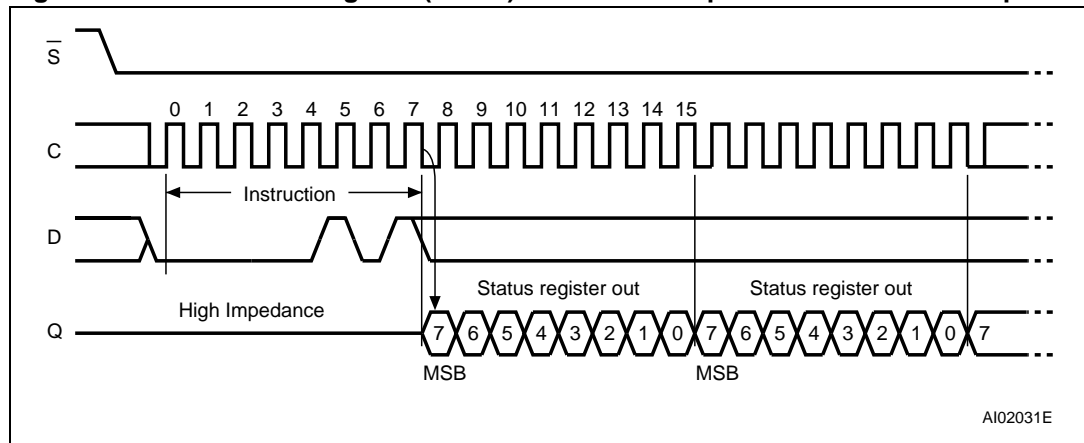 S
0 1 2 3 4 5 6 7 8 9 10 11 12 13 14 15
C
Instruction
D
High Impedance
Status register out Status register out
Q
7 6 5 4 3 2 1 0 7 6 5 4 3 2 1 0 7
MSB MSB
AI02031E